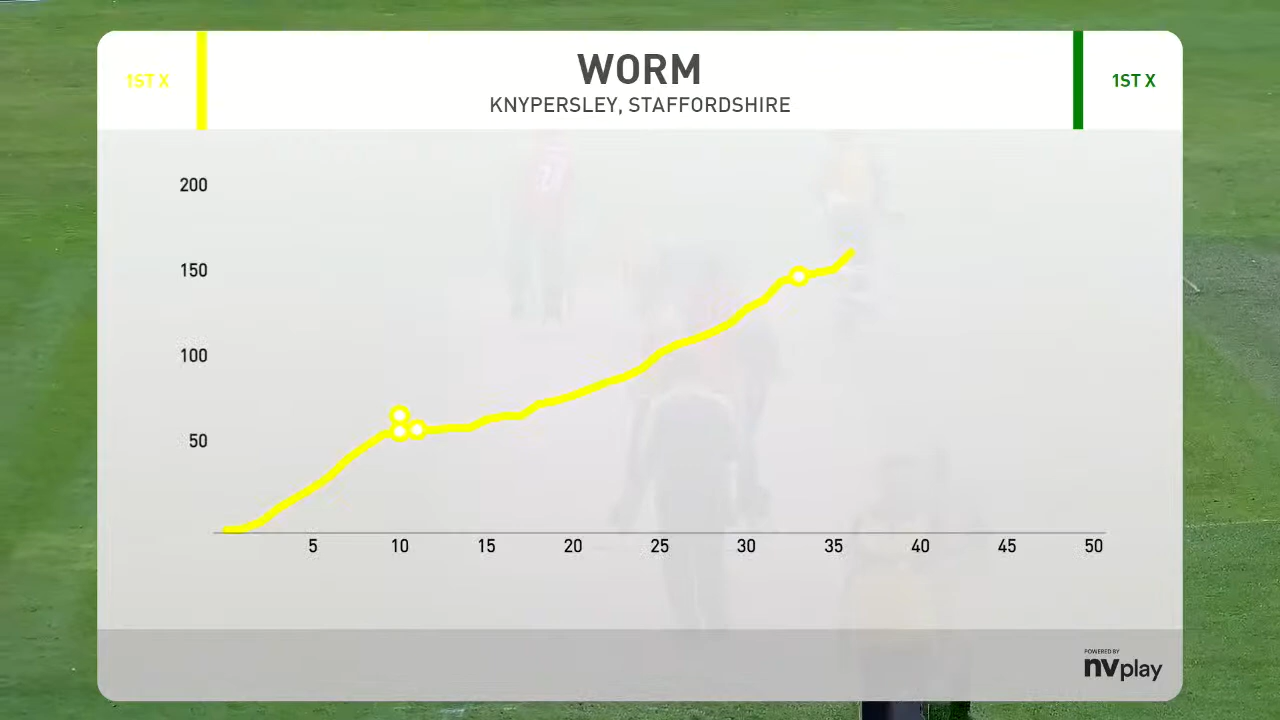 1ST X
WORM
KNYPERSLEY, STAFFORDSHIRE
1ST X
27
200
150
100
50
5 10 15 20 25 30 35 40 45 50
POWERED BY
nvplay